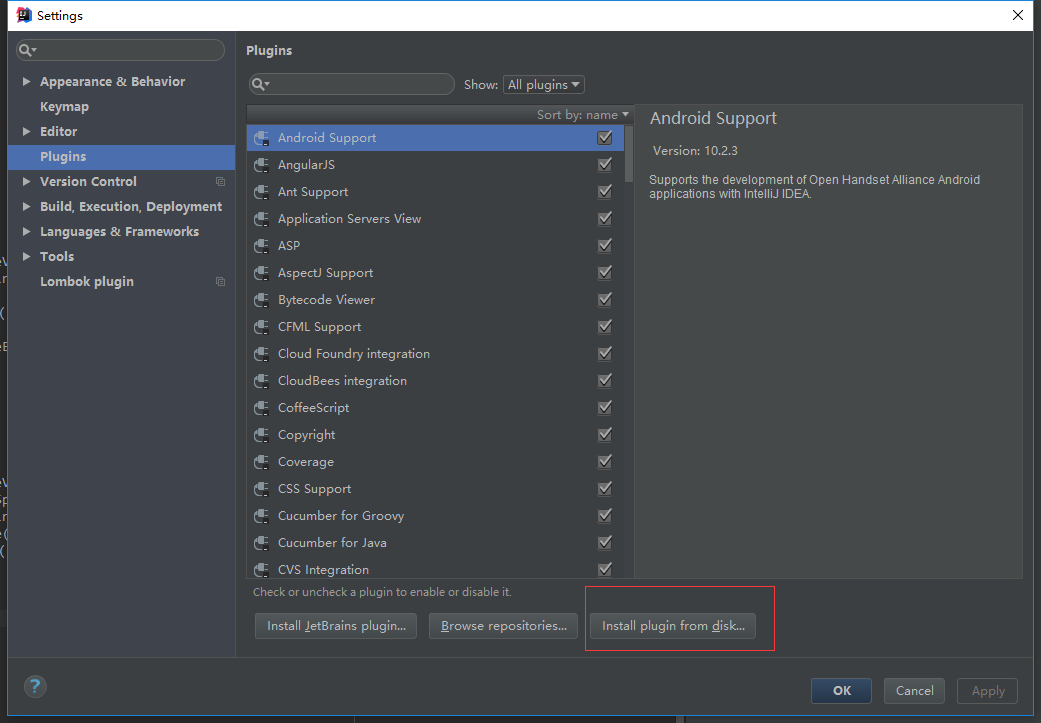 Settings
Plugins
Show: All plugins
Appearance & Behavior
Keymap
Editor
Plugins
Version Control
Build, Execution, Deployment
Languages & Frameworks
Tools
Lombok plugin
Sort by: name
Android Support
AngularJS
Ant Support
Application Servers View
ASP
AspectJ Support
Bytecode Viewer
CFML Support
Cloud Foundry integration
CloudBees integration
CoffeeScript
Copyright
Coverage
CSS Support
Cucumber for Groovy
Cucumber for Java
CVS Integration
Android Support
Version: 10.2.3
Supports the development of Open Handset Alliance Android
applications with IntelliJ IDEA.
Check or uncheck a plugin to enable or disable it.
Install JetBrains plugin...
Browse repositories...
Install plugin from disk...
?
OK
Cancel
Apply